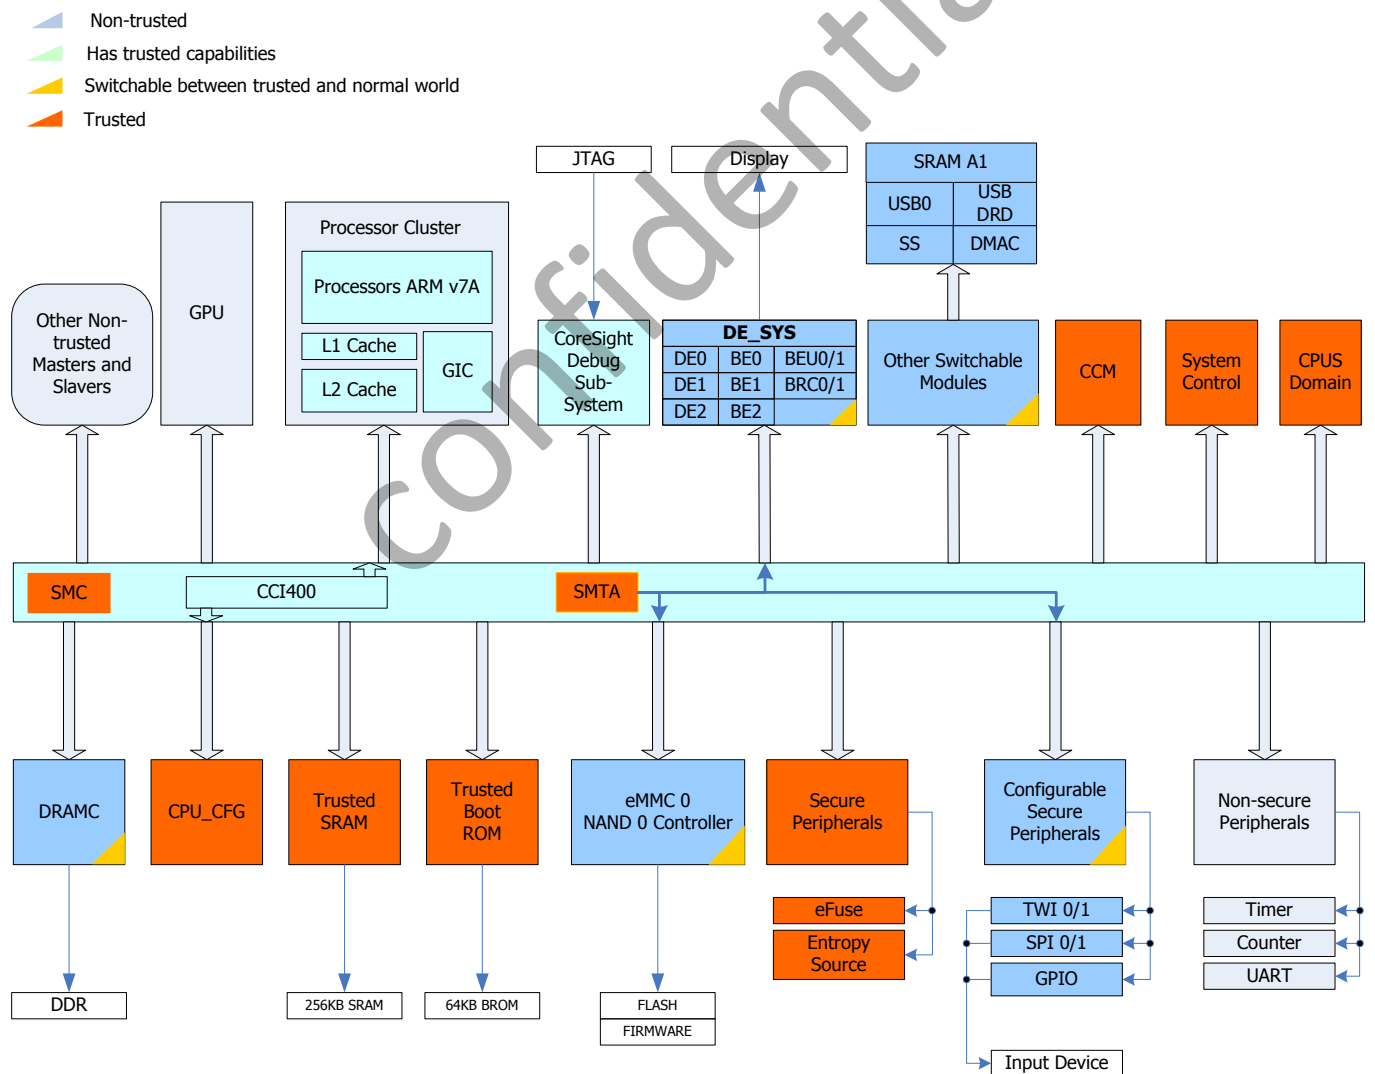 Non-trusted
Has trusted capabilities
Switchable between trusted and normal world
Trusted
confidential
JTAG
Display
SRAM A1
USB0
USB
DRD
SS
DMAC
Other Non-
trusted
Masters and
Slavers
GPU
Processor Cluster
Processors ARM v7A
L1 Cache
L2 Cache
GIC
CoreSight
Debug
Sub-
System
DE_SYS
DE0
BE0
BEU0/1
DE1
BE1
BRC0/1
DE2
BE2
Other Switchable
Modules
CCM
System
Control
CPUS
Domain
SMC
CCI400
SMTA
DRAMC
CPU_CFG
Trusted
SRAM
Trusted
Boot
ROM
eMMC 0
NAND 0 Controller
Secure
Peripherals
Configurable
Secure
Peripherals
Non-secure
Peripherals
eFuse
Entropy
Source
TWI 0/1
SPI 0/1
GPIO
Timer
Counter
UART
DDR
256KB SRAM
64KB BROM
FLASH
FIRMWARE
Input Device